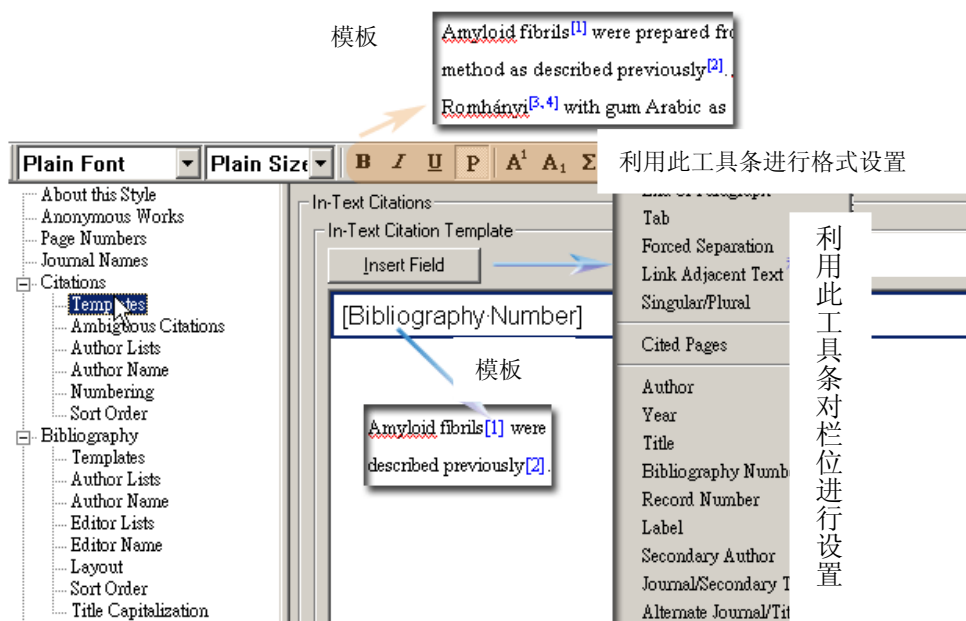 模板
Amyloid fibrils[1] were prepared fro
method as described previously[2].
Romhányi[3,4] with gum Arabic as
Plain Font
Plain Size
B I U P A1 A1 Σ
利用此工具条进行格式设置
About this Style
Anonymous Works
Page Numbers
Journal Names
Citations
Templates
Ambiguous Citations
Author Lists
Author Name
Numbering
Sort Order
Bibliography
Templates
Author Lists
Author Name
Editor Lists
Editor Name
Layout
Sort Order
Title Capitalization
In-Text Citations
In-Text Citation Template
Insert Field
[Bibliography·Number]
模板
Amyloid fibrils[1] were
described previously[2].
End of Paragraph
Tab
Forced Separation
Link Adjacent Text
Singular/Plural
Cited Pages
Author
Year
Title
Bibliography Numb
Record Number
Label
Secondary Author
Journal/Secondary T
Alternate Journal/Tit
利用此工具条对栏位进行设置